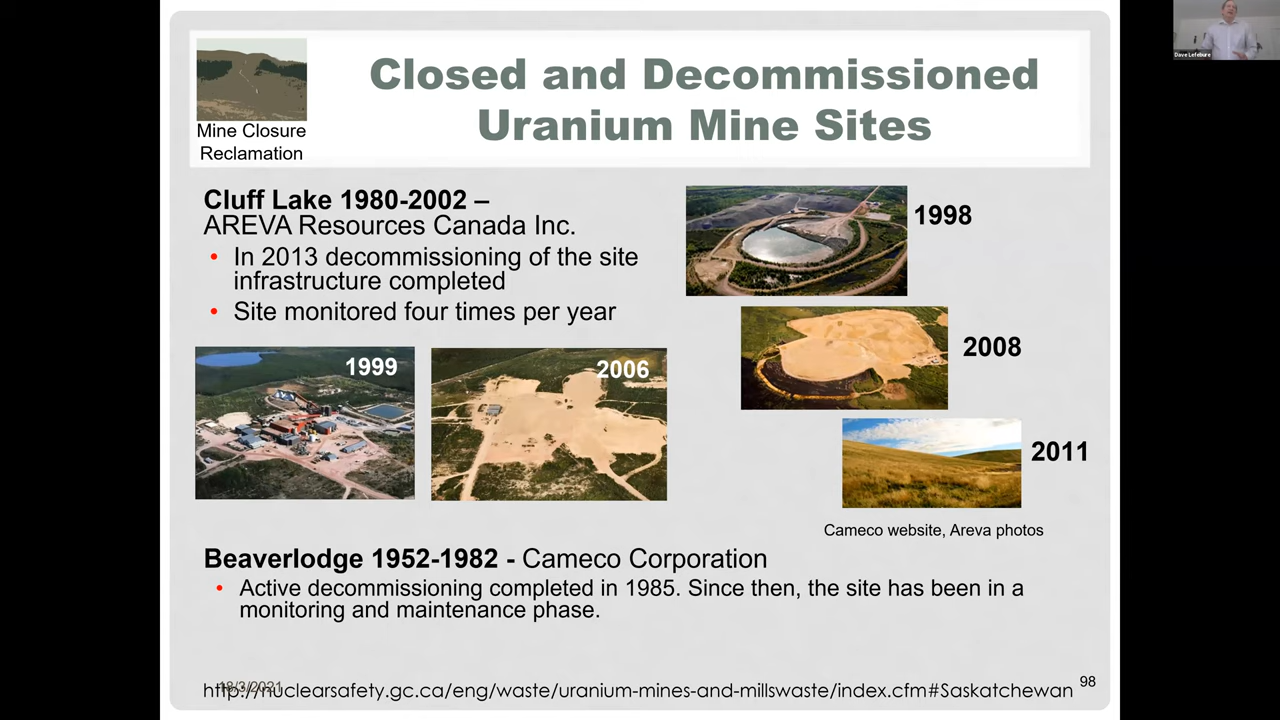 Closed and Decommissioned
Uranium Mine Sites
Mine Closure
Reclamation
Dave Lefebure
Cluff Lake 1980-2002 –
AREVA Resources Canada Inc.
• In 2013 decommissioning of the site
infrastructure completed
• Site monitored four times per year
1999
2006
1998
2008
2011
Cameco website, Areva photos
Beaverlodge 1952-1982 - Cameco Corporation
• Active decommissioning completed in 1985. Since then, the site has been in a
monitoring and maintenance phase.
18/3/2021
http://nuclearsafety.gc.ca/eng/waste/uranium-mines-and-millswaste/index.cfm#Saskatchewan
98